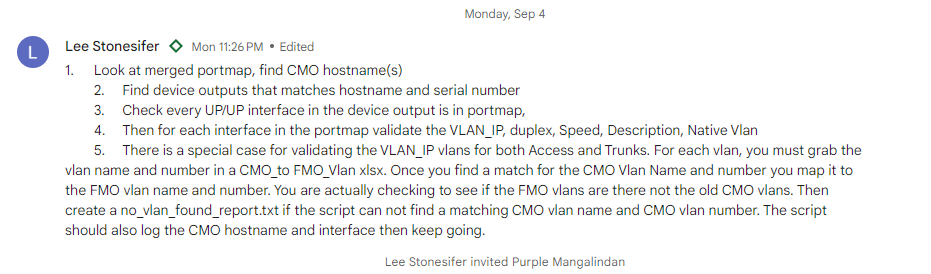 Monday, Sep 4
L
Lee Stonesifer Mon 11:26 PM • Edited
1. Look at merged portmap, find CMO hostname(s)
2. Find device outputs that matches hostname and serial number
3. Check every UP/UP interface in the device output is in portmap,
4. Then for each interface in the portmap validate the VLAN_IP, duplex, Speed, Description, Native Vlan
5. There is a special case for validating the VLAN_IP vlans for both Access and Trunks. For each vlan, you must grab the
vlan name and number in a CMO_to FMO_Vlan xlsx. Once you find a match for the CMO Vlan Name and number you map it to
the FMO vlan name and number. You are actually checking to see if the FMO vlans are there not the old CMO vlans. Then
create a no_vlan_found_report.txt if the script can not find a matching CMO vlan name and CMO vlan number. The script
should also log the CMO hostname and interface then keep going.
Lee Stonesifer invited Purple Mangalindan